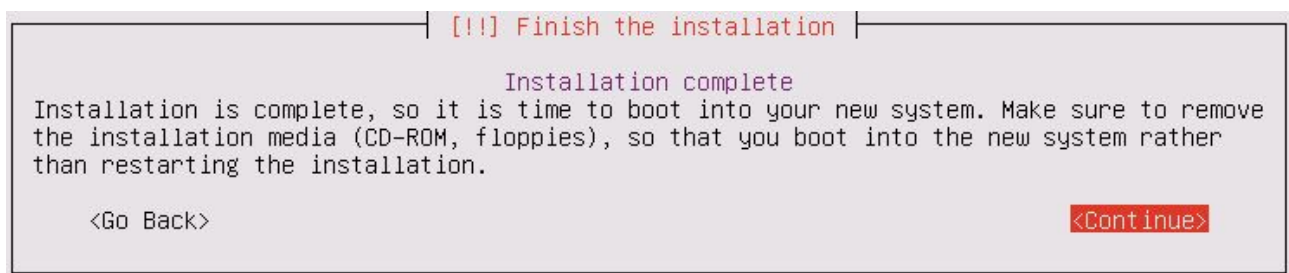 [!!] Finish the installation
Installation complete
Installation is complete, so it is time to boot into your new system. Make sure to remove
the installation media (CD-ROM, floppies), so that you boot into the new system rather
than restarting the installation.
<Go Back> <Continue>